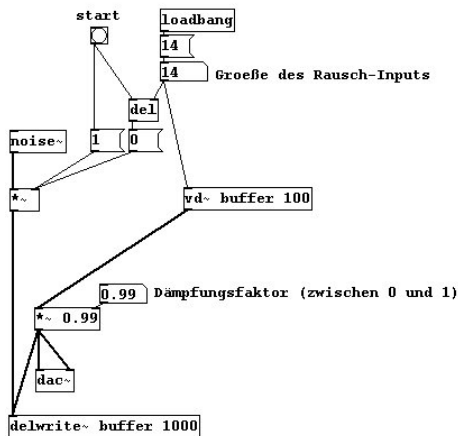 start
loadbang
14
14
Groeße des Rausch-Inputs
del
noise~
1
0
*~
vd~ buffer 100
0.99
Dämpfungsfaktor (zwischen 0 und 1)
*~ 0.99
dac~
delwrite~ buffer 1000